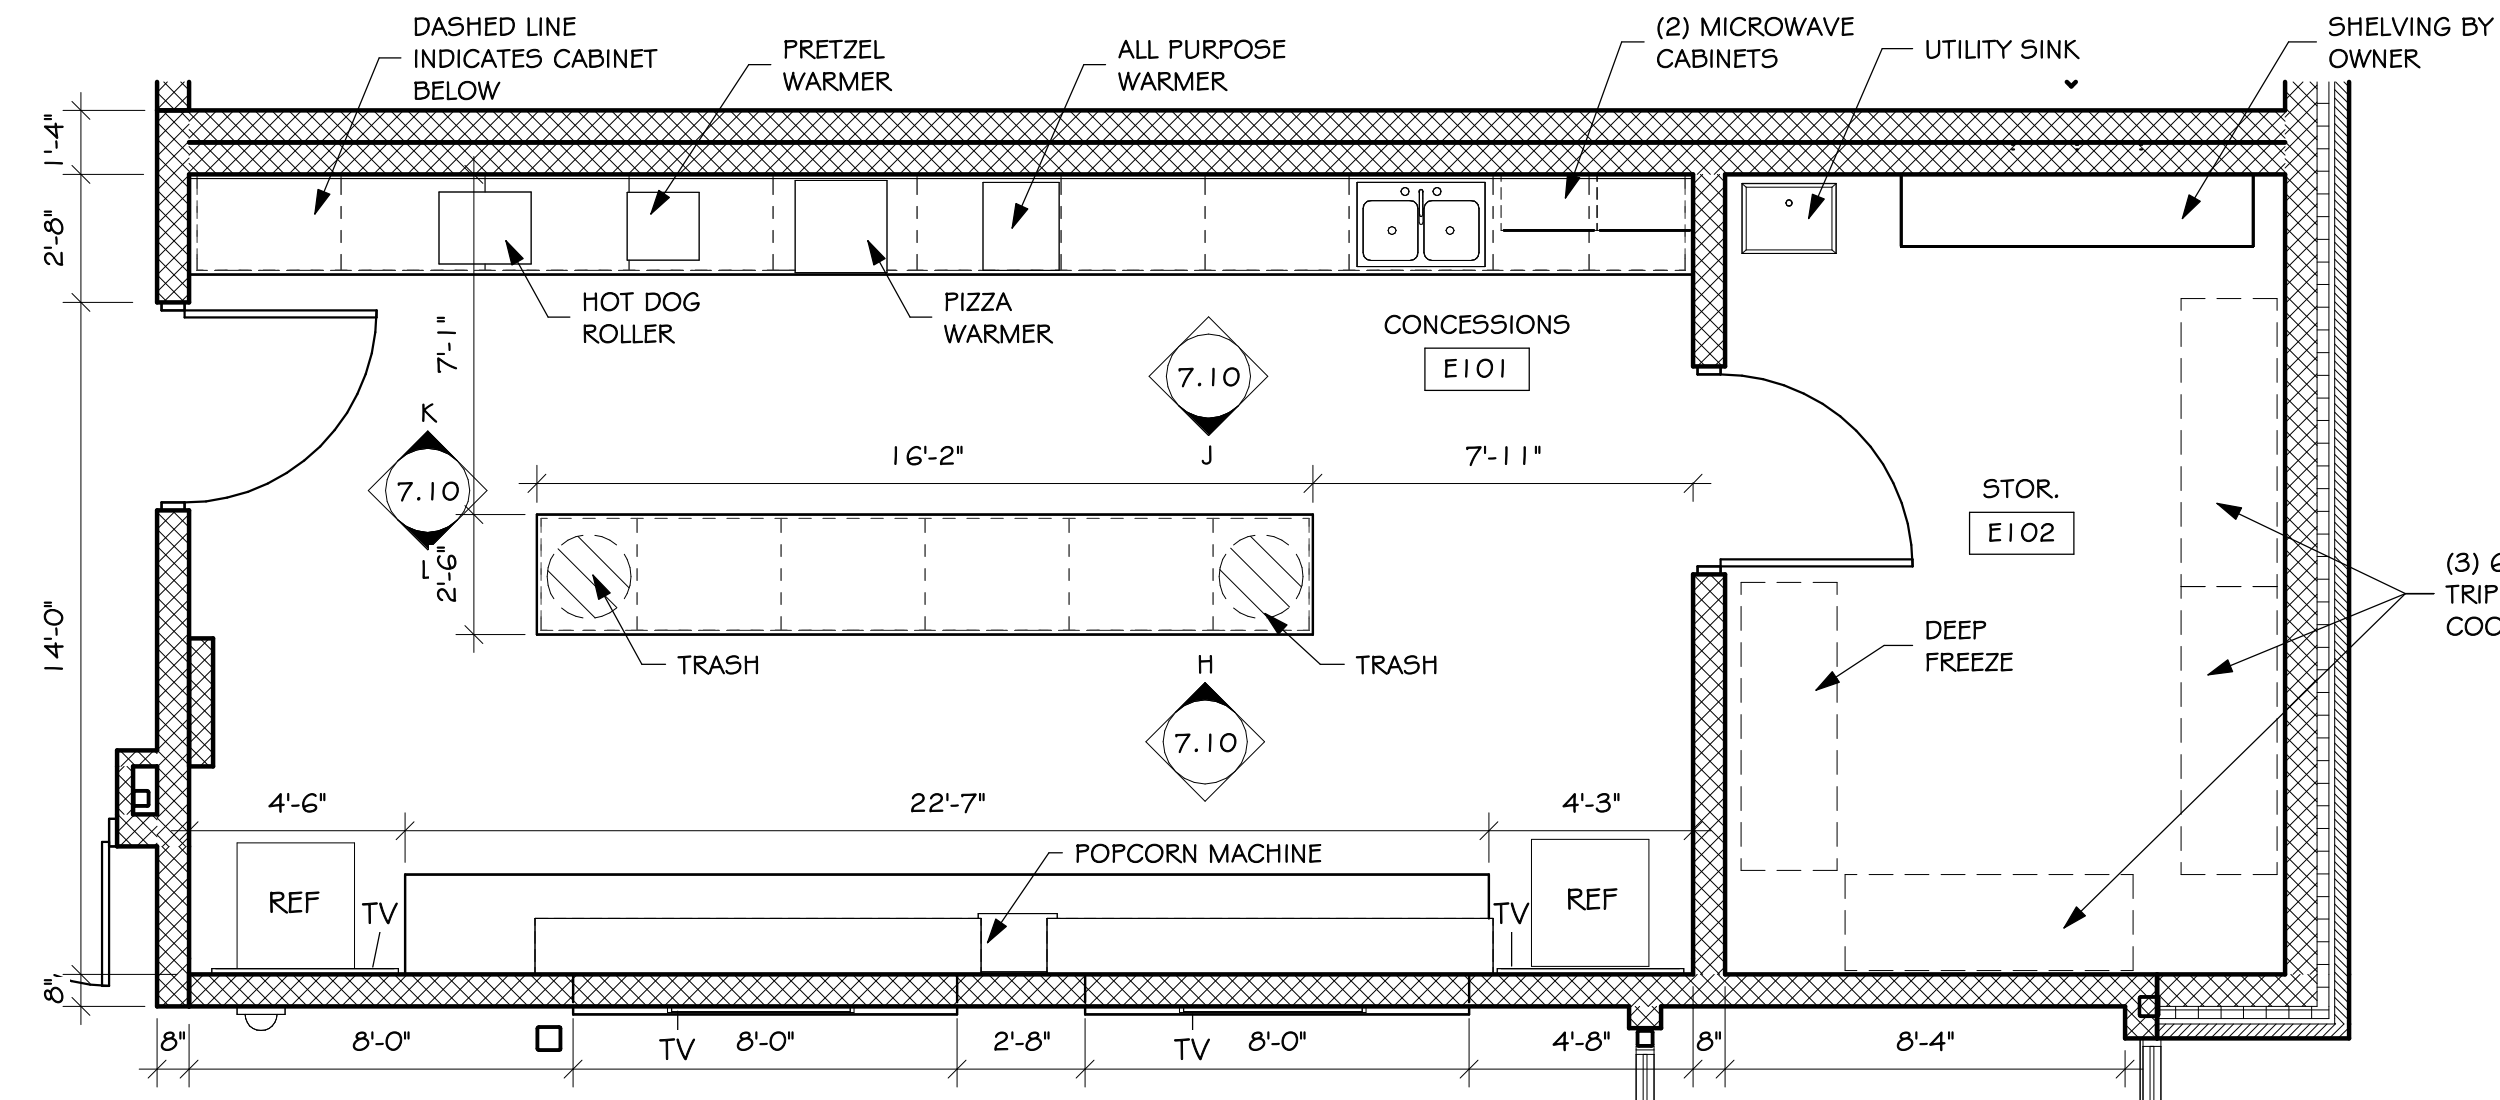 DASHED LINE
INDICATES CABINET
BELOW
PRETZEL
WARMER
ALL PURPOSE
WARMER
(2) MICROWAVE
CABINETS
UTILITY SINK
SHELVING BY
OWNER
1'-4"
2'-8"
14'-0"
8"
HOT DOG
ROLLER
PIZZA
WARMER
CONCESSIONS
E101
7'-1"
2'-6"
K
7.10
L
7.10
J
16'-2"
7'-11"
STOR.
E102
(3) 6
TRIP
COO
DEEP
FREEZE
TRASH
TRASH
H
7.10
4'-6"
22'-7"
4'-3"
POPCORN MACHINE
REF
TV
TV
REF
8"
8'-0"
TV
8'-0"
2'-8"
TV
8'-0"
4'-8"
8"
8'-4"